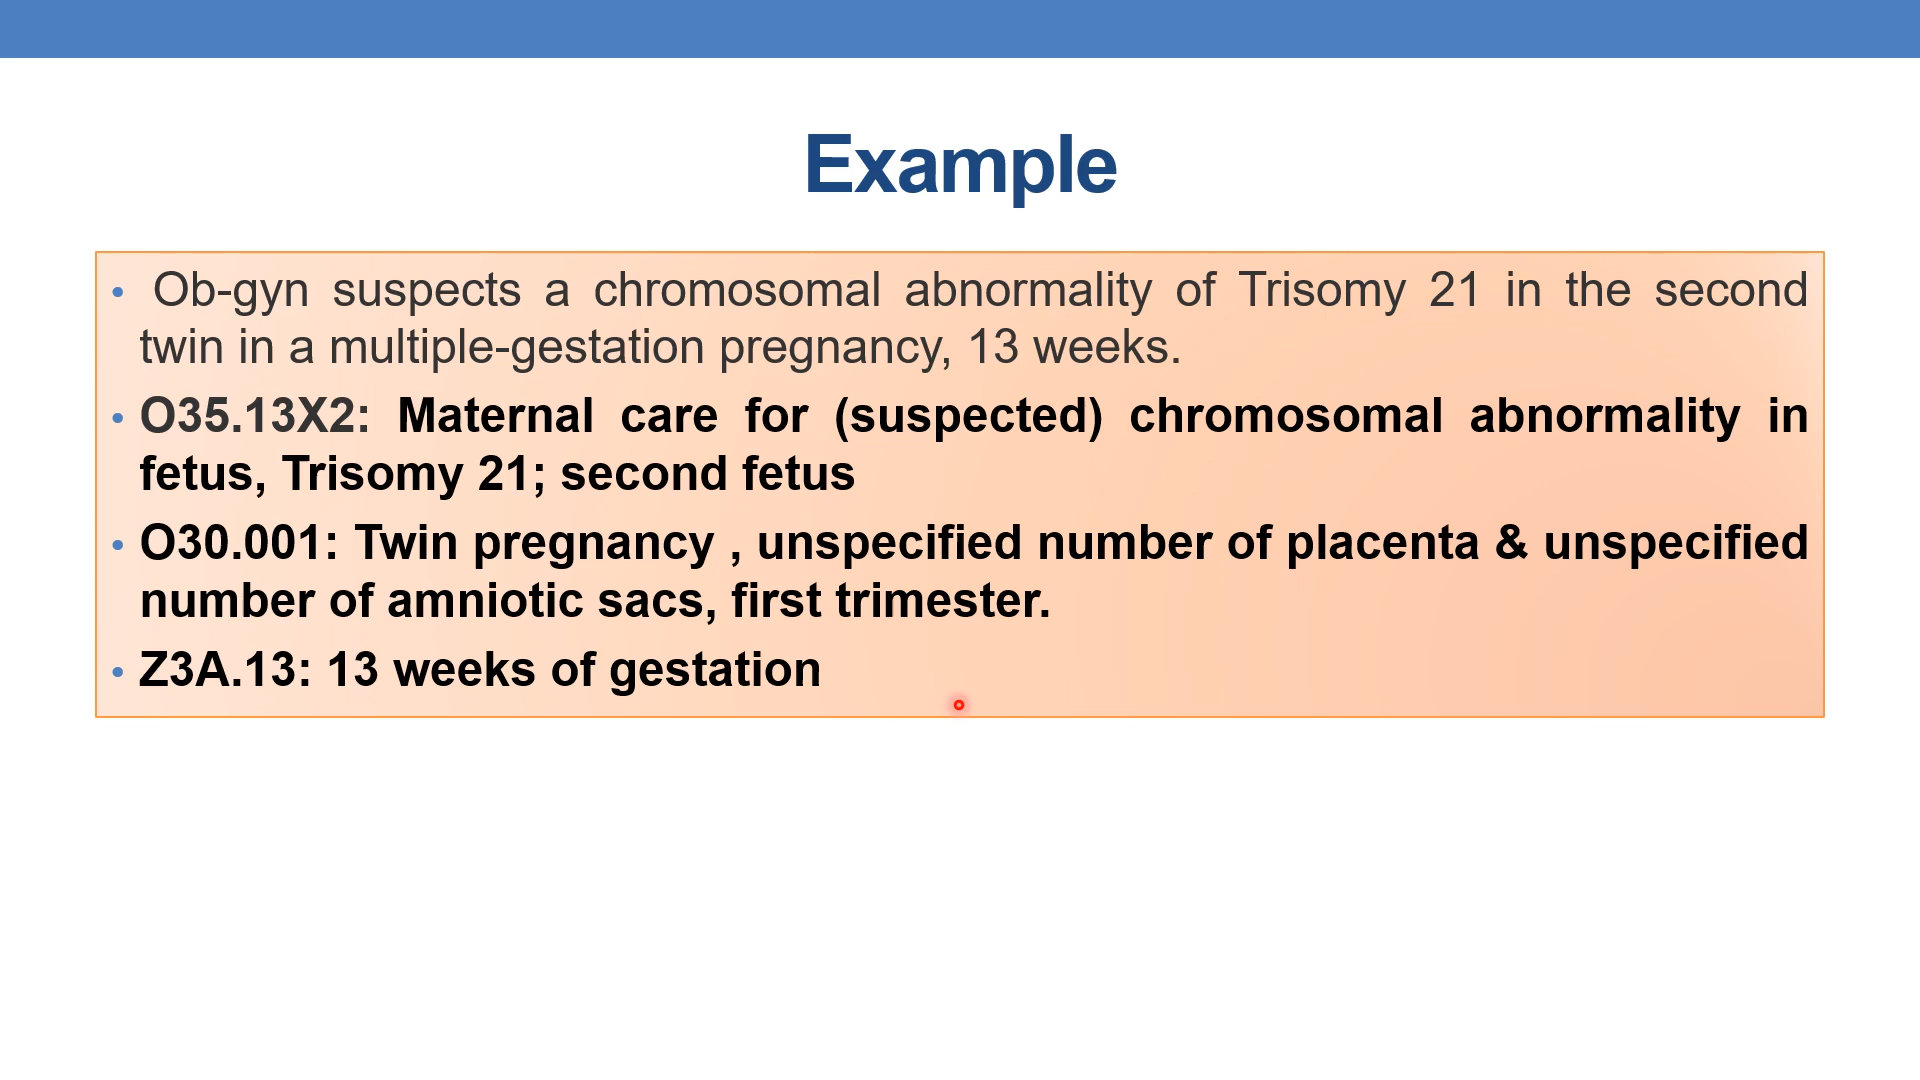 Example
• Ob-gyn suspects a chromosomal abnormality of Trisomy 21 in the second
twin in a multiple-gestation pregnancy, 13 weeks.
• O35.13X2: Maternal care for (suspected) chromosomal abnormality in
fetus, Trisomy 21; second fetus
• O30.001: Twin pregnancy , unspecified number of placenta & unspecified
number of amniotic sacs, first trimester.
• Z3A.13: 13 weeks of gestation